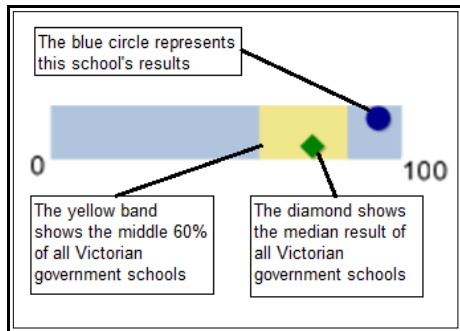 The blue circle represents
this school's results
0
100
The yellow band
shows the middle 60%
of all Victorian
government schools
The diamond shows
the median result of
all Victorian
government schools